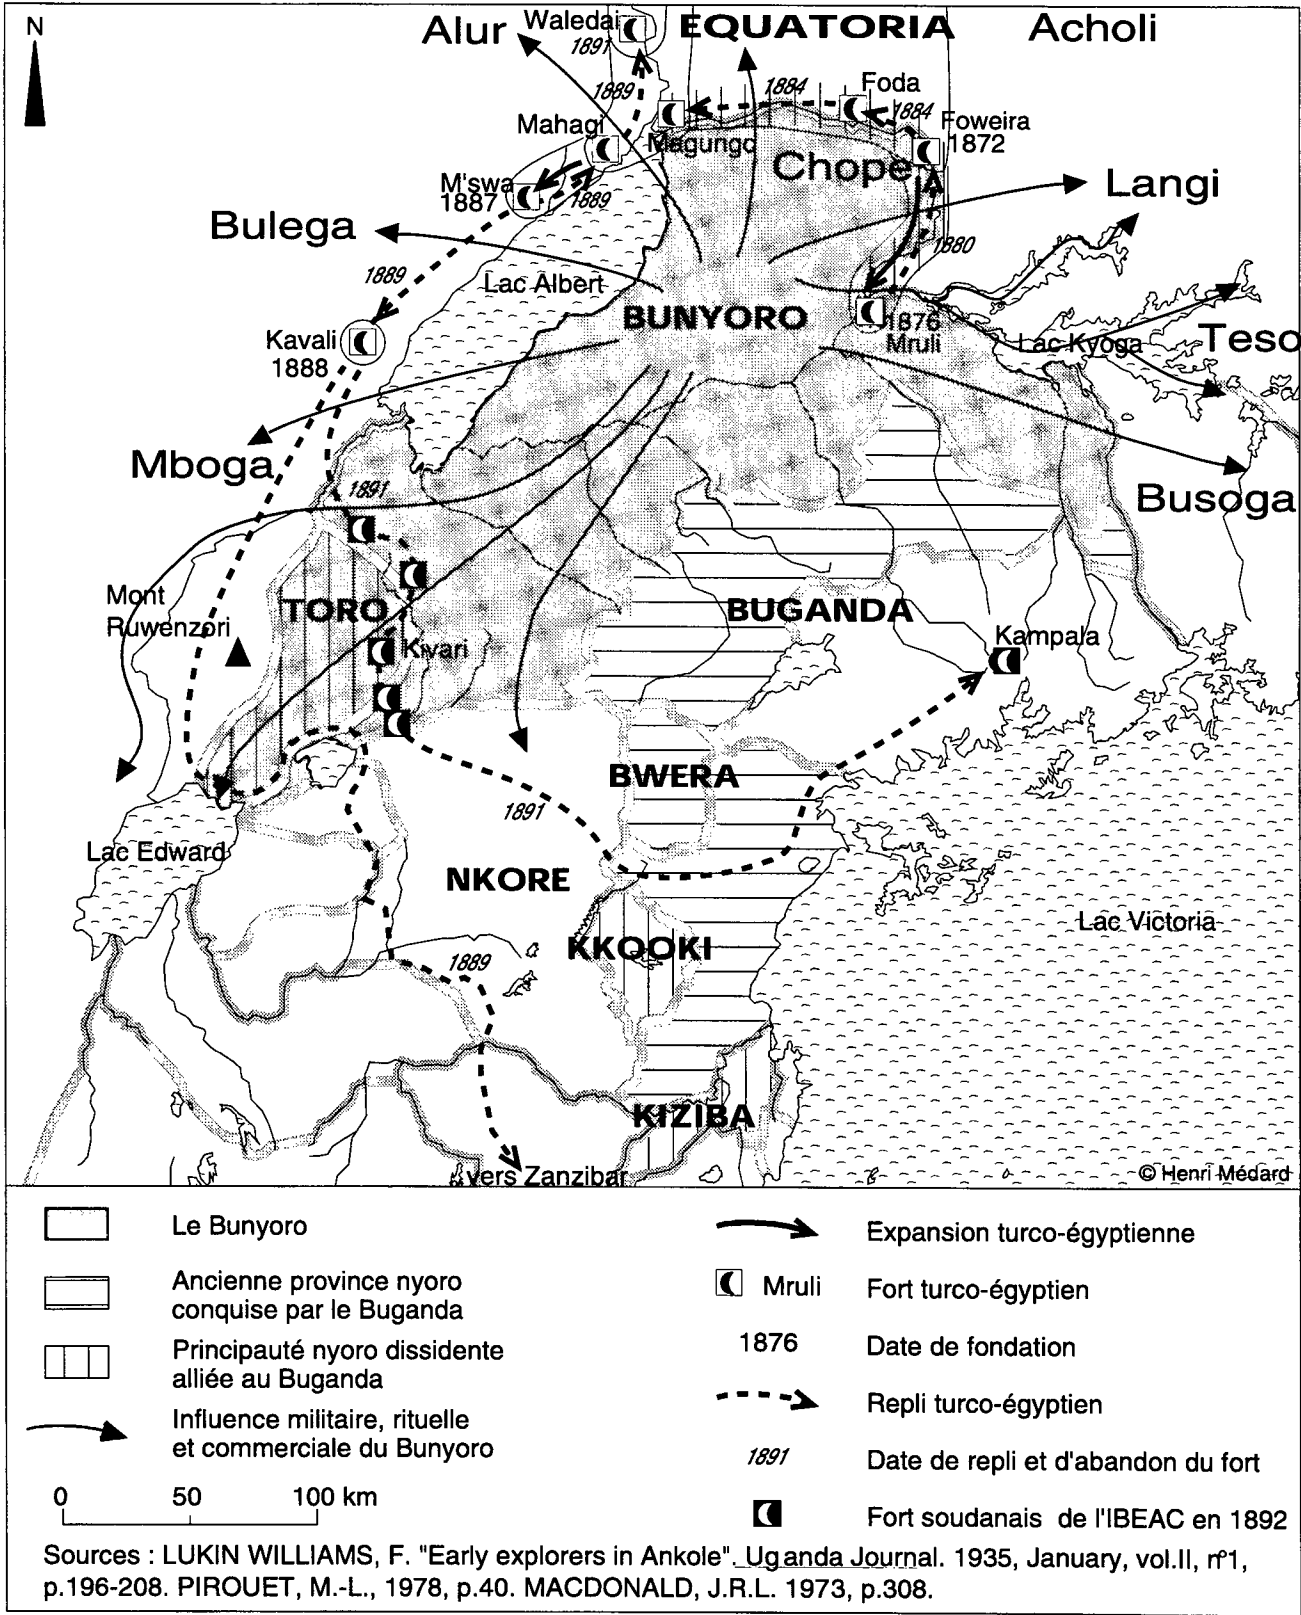 N
Alur
Waledai
1891
EQUATORIA
Acholi
1889
1884
Foda
1884
Foweira
1872
Mahagi
Magungo
Chope
M'swa
1887
1889
Langi
Bulega
1880
1889
Lac Albert
BUNYORO
1876
Mruli
Lac Kyoga
Teso
Kavali
1888
Mboga
1891
Busoga
Mont
Ruwenzori
TORO
BUGANDA
Kivari
Kampala
BWERA
1891
Lac Edward
NKORE
Lac Victoria
KKOOKI
1889
KIZIBA
vers Zanzibar
© Henri Médard
Le Bunyoro
Ancienne province nyoro
conquise par le Buganda
Principauté nyoro dissidente
alliée au Buganda
Influence militaire, rituelle
et commerciale du Bunyoro
0 50 100 km
Expansion turco-égyptienne
Mruli Fort turco-égyptien
1876 Date de fondation
Repli turco-égyptien
1891 Date de repli et d'abandon du fort
Fort soudanais de l'IBEAC en 1892
Sources : LUKIN WILLIAMS, F. "Early explorers in Ankole". Uganda Journal. 1935, January, vol.II, n°1,
p.196-208. PIROUET, M.-L., 1978, p.40. MACDONALD, J.R.L. 1973, p.308.